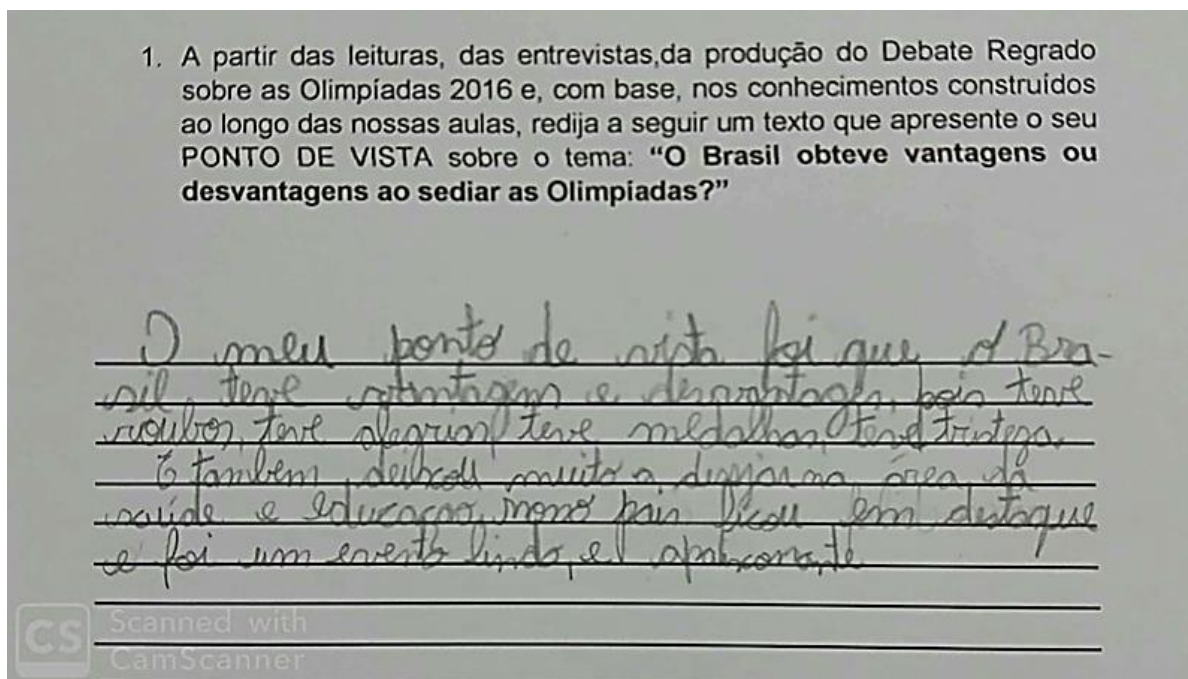 1. A partir das leituras, das entrevistas,da produção do Debate Regrado
sobre as Olimpíadas 2016 e, com base, nos conhecimentos construídos
ao longo das nossas aulas, redija a seguir um texto que apresente o seu
PONTO DE VISTA sobre o tema: “O Brasil obteve vantagens ou
desvantagens ao sediar as Olimpíadas?”
O meu ponto de vista foi que o Bra-
sil, teve vantagem e desvantagem, pois teve
roubos, teve alegrias, teve medalhas, teve tristeza.
E também, deixou muito a desejar na área da
saúde e educação, pais ficou em destaque
e foi um evento lindo, e
CS Scanned with
CamScanner